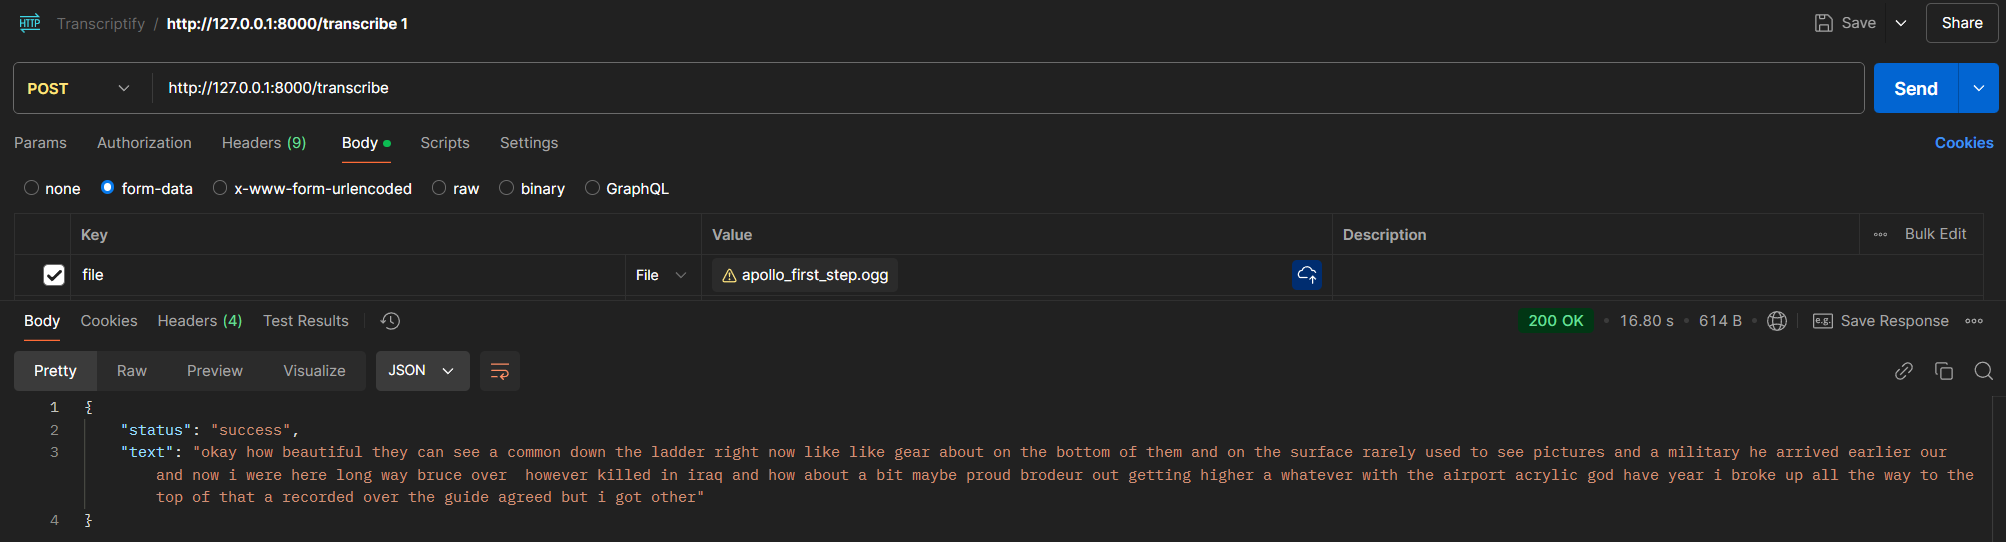 HTTP Transcriptify / http://127.0.0.1:8000/transcribe 1 Save Share
POST http://127.0.0.1:8000/transcribe Send
Params Authorization Headers (9) Body Scripts Settings Cookies
none form-data x-www-form-urlencoded raw binary GraphQL
Key Value Description Bulk Edit
file File apollo_first_step.ogg
Body Cookies Headers (4) Test Results 200 OK • 16.80 s • 614 B • e.g. Save Response
Pretty Raw Preview Visualize JSON
1 {
2 "status": "success",
3 "text": "okay how beautiful they can see a common down the ladder right now like like gear about on the bottom of them and on the surface rarely used to see pictures and a military he arrived earlier our
and now i were here long way bruce over  however killed in iraq and how about a bit maybe proud brodeur out getting higher a whatever with the airport acrylic god have year i broke up all the way to the
top of that a recorded over the guide agreed but i got other"
4 }